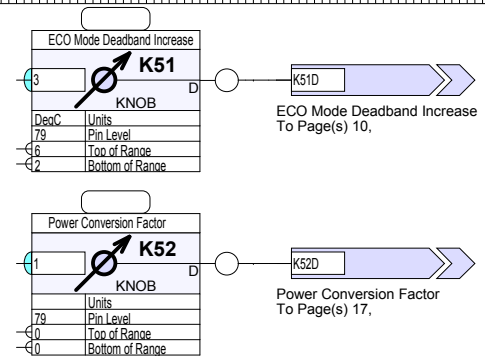 ECO Mode Deadband Increase
3
K51
D
KNOB
DegC Units
79 Pin Level
6 Top of Range
2 Bottom of Range
K51D
ECO Mode Deadband Increase
To Page(s) 10,
Power Conversion Factor
1
K52
D
KNOB
Units
79 Pin Level
0 Top of Range
0 Bottom of Range
K52D
Power Conversion Factor
To Page(s) 17,